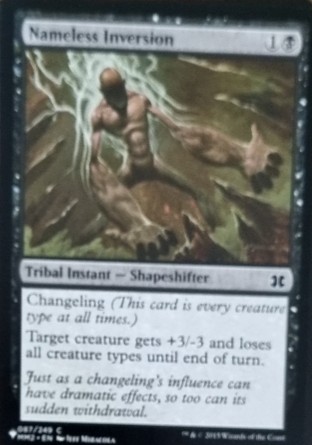 Nameless Inversion 1
Tribal Instant — Shapeshifter
Changeling (This card is every creature
type at all times.)
Target creature gets +3/-3 and loses
all creature types until end of turn.
Just as a changeling's influence can
have dramatic effects, so too can its
sudden withdrawal.
087/249 C
MM2 • EN Jeff Miracola
™ & © 2015 Wizards of the Coast